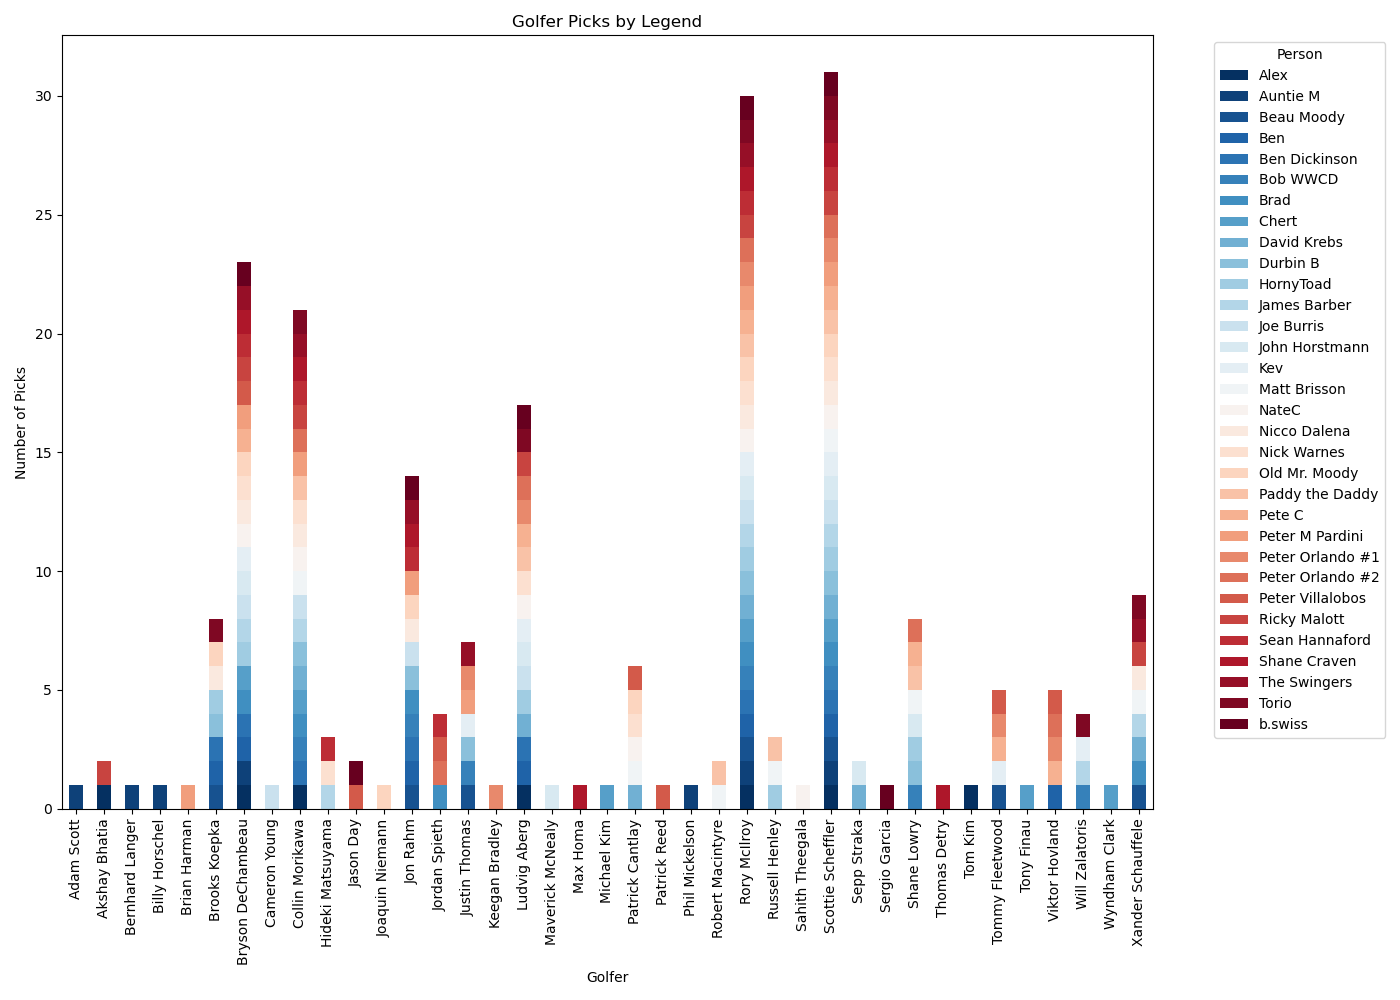 Golfer Picks by Legend
Number of Picks
30
25
20
15
10
5
0
Adam Scott
Akshay Bhatia
Bernhard Langer
Billy Horschel
Brian Harman
Brooks Koepka
Bryson DeChambeau
Cameron Young
Collin Morikawa
Hideki Matsuyama
Jason Day
Joaquin Niemann
Jon Rahm
Jordan Spieth
Justin Thomas
Keegan Bradley
Ludvig Aberg
Maverick McNealy
Max Homa
Michael Kim
Patrick Cantlay
Patrick Reed
Phil Mickelson
Robert Macintyre
Rory McIlroy
Russell Henley
Sahith Theegala
Scottie Scheffler
Sepp Straka
Sergio Garcia
Shane Lowry
Thomas Detry
Tom Kim
Tommy Fleetwood
Tony Finau
Viktor Hovland
Will Zalatoris
Wyndham Clark
Xander Schauffele
Golfer
Person
Alex
Auntie M
Beau Moody
Ben
Ben Dickinson
Bob WWCD
Brad
Chert
David Krebs
Durbin B
HornyToad
James Barber
Joe Burris
John Horstmann
Kev
Matt Brisson
NateC
Nicco Dalena
Nick Warnes
Old Mr. Moody
Paddy the Daddy
Pete C
Peter M Pardini
Peter Orlando #1
Peter Orlando #2
Peter Villalobos
Ricky Malott
Sean Hannaford
Shane Craven
The Swingers
Torio
b.swiss